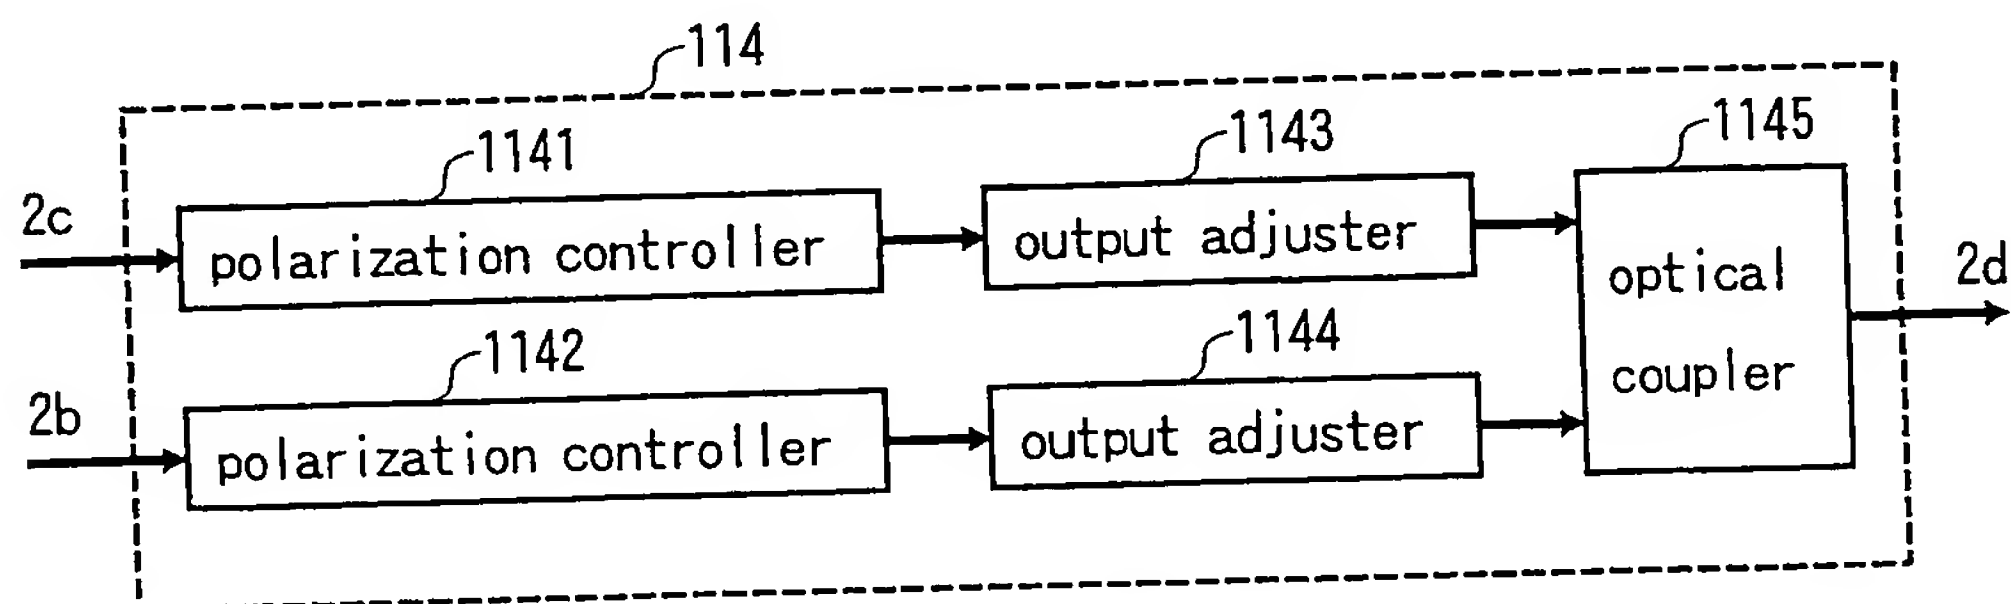 114
1141
1143
1145
2c
polarization controller
output adjuster
optical
coupler
2d
1142
1144
2b
polarization controller
output adjuster